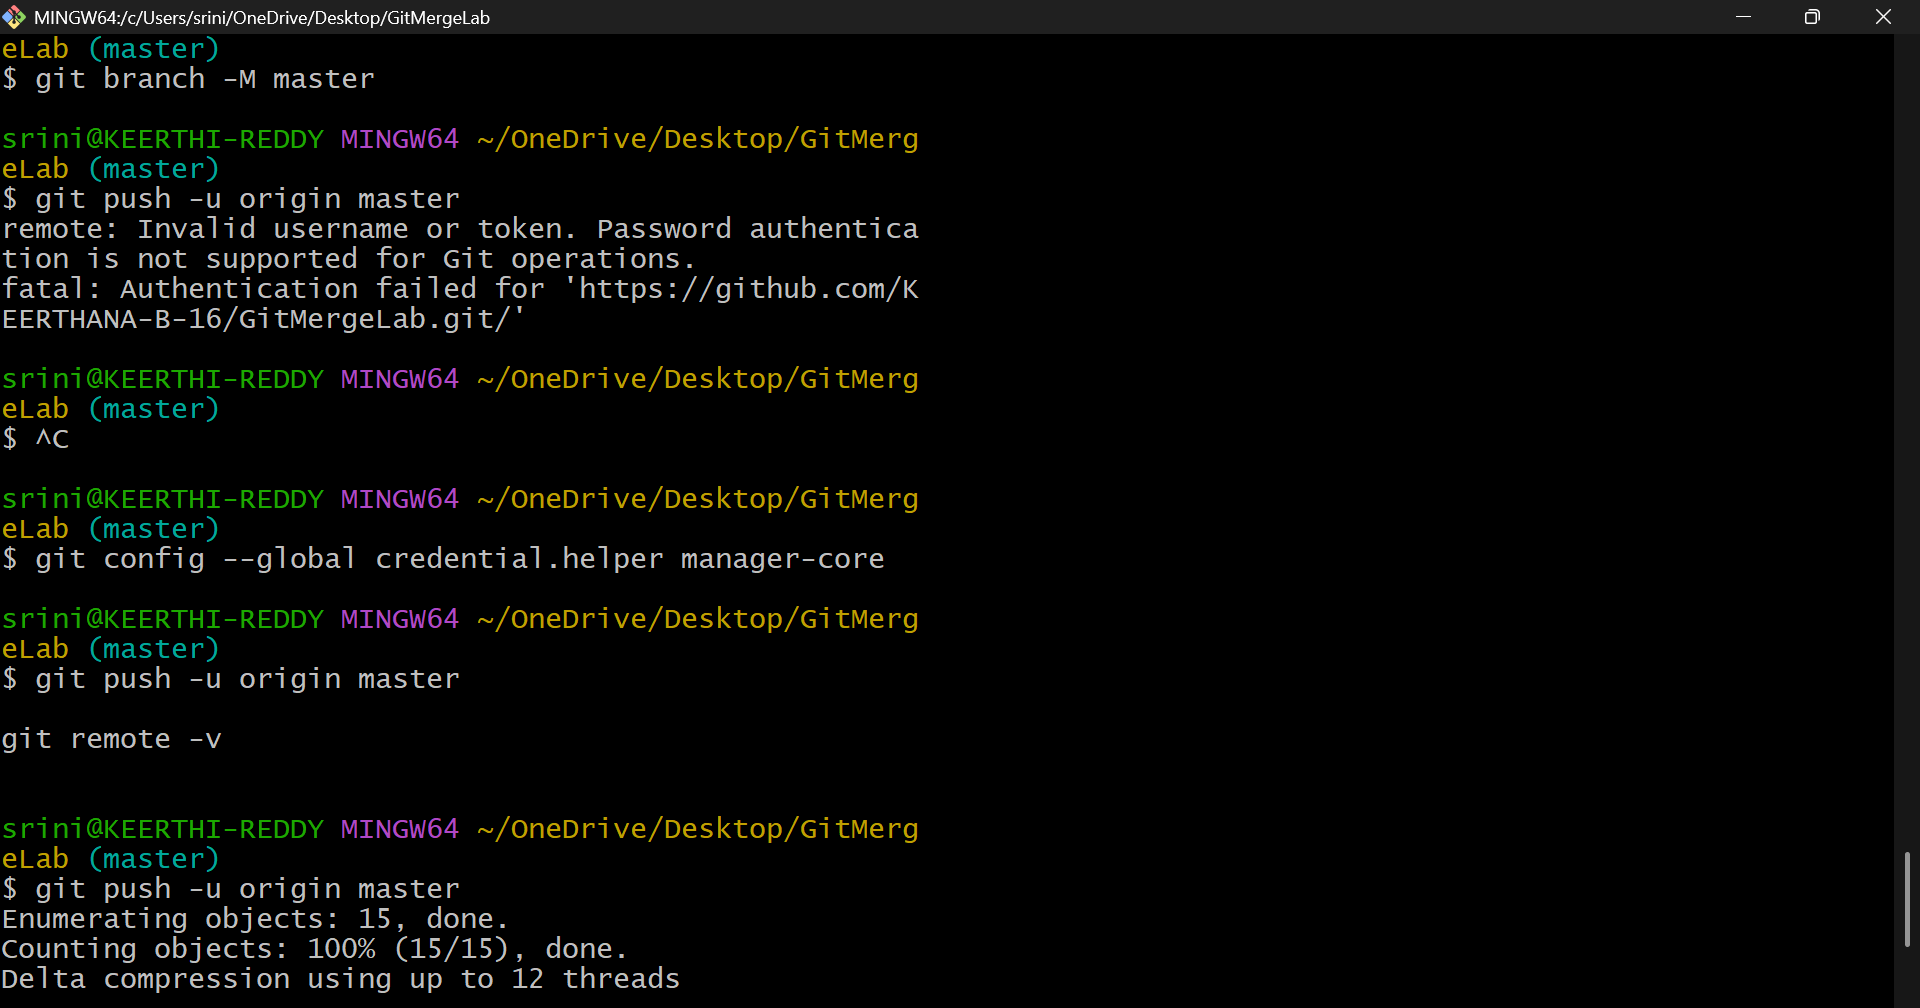 MINGW64:/c/Users/srini/OneDrive/Desktop/GitMergeLab
eLab (master)
$ git branch -M master
srini@KEERTHI-REDDY MINGW64 ~/OneDrive/Desktop/GitMerg
eLab (master)
$ git push -u origin master
remote: Invalid username or token. Password authentica
tion is not supported for Git operations.
fatal: Authentication failed for 'https://github.com/K
EERTHANA-B-16/GitMergeLab.git/'
srini@KEERTHI-REDDY MINGW64 ~/OneDrive/Desktop/GitMerg
eLab (master)
$ ^C
srini@KEERTHI-REDDY MINGW64 ~/OneDrive/Desktop/GitMerg
eLab (master)
$ git config --global credential.helper manager-core
srini@KEERTHI-REDDY MINGW64 ~/OneDrive/Desktop/GitMerg
eLab (master)
$ git push -u origin master
git remote -v
srini@KEERTHI-REDDY MINGW64 ~/OneDrive/Desktop/GitMerg
eLab (master)
$ git push -u origin master
Enumerating objects: 15, done.
Counting objects: 100% (15/15), done.
Delta compression using up to 12 threads